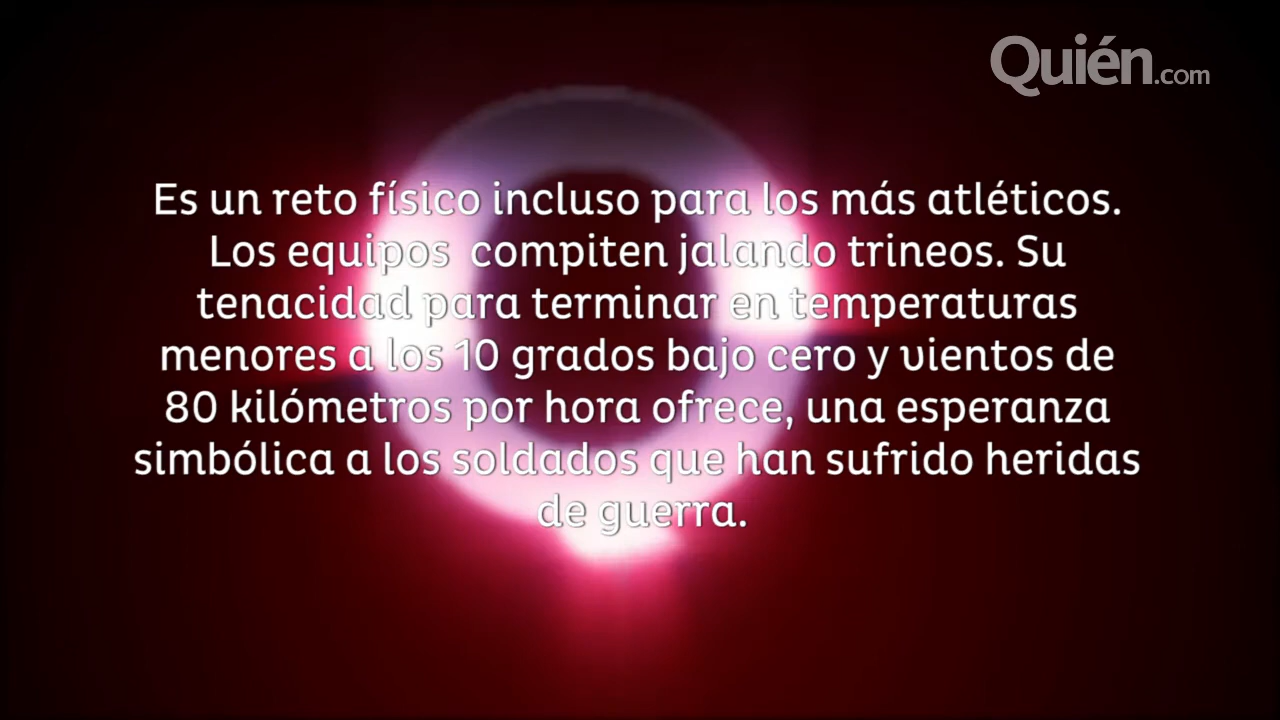 Quién.com
Es un reto físico incluso para los más atléticos.
Los equipos  compiten jalando trineos. Su
tenacidad para terminar en temperaturas
menores a los 10 grados bajo cero y vientos de
80 kilómetros por hora ofrece, una esperanza
simbólica a los soldados que han sufrido heridas
de guerra.